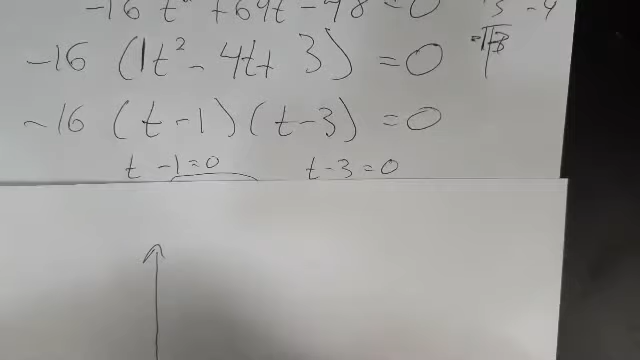 -16 t² + 64t - 48 = 0
-16 (1t² - 4t + 3) = 0
-16 (t - 1)(t - 3) = 0
t - 1 = 0 t - 3 = 0